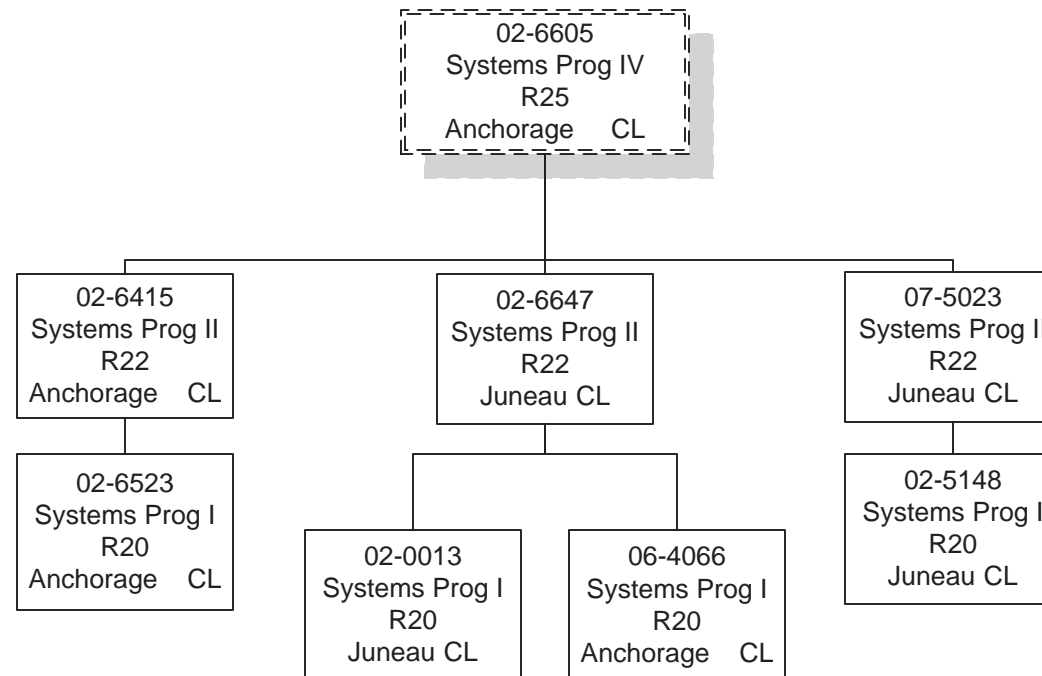 02-6605
Systems Prog IV
R25
Anchorage CL
02-6415
Systems Prog II
R22
Anchorage CL
02-6647
Systems Prog II
R22
Juneau CL
07-5023
Systems Prog II
R22
Juneau CL
02-6523
Systems Prog I
R20
Anchorage CL
02-0013
Systems Prog I
R20
Juneau CL
06-4066
Systems Prog I
R20
Anchorage CL
02-5148
Systems Prog I
R20
Juneau CL